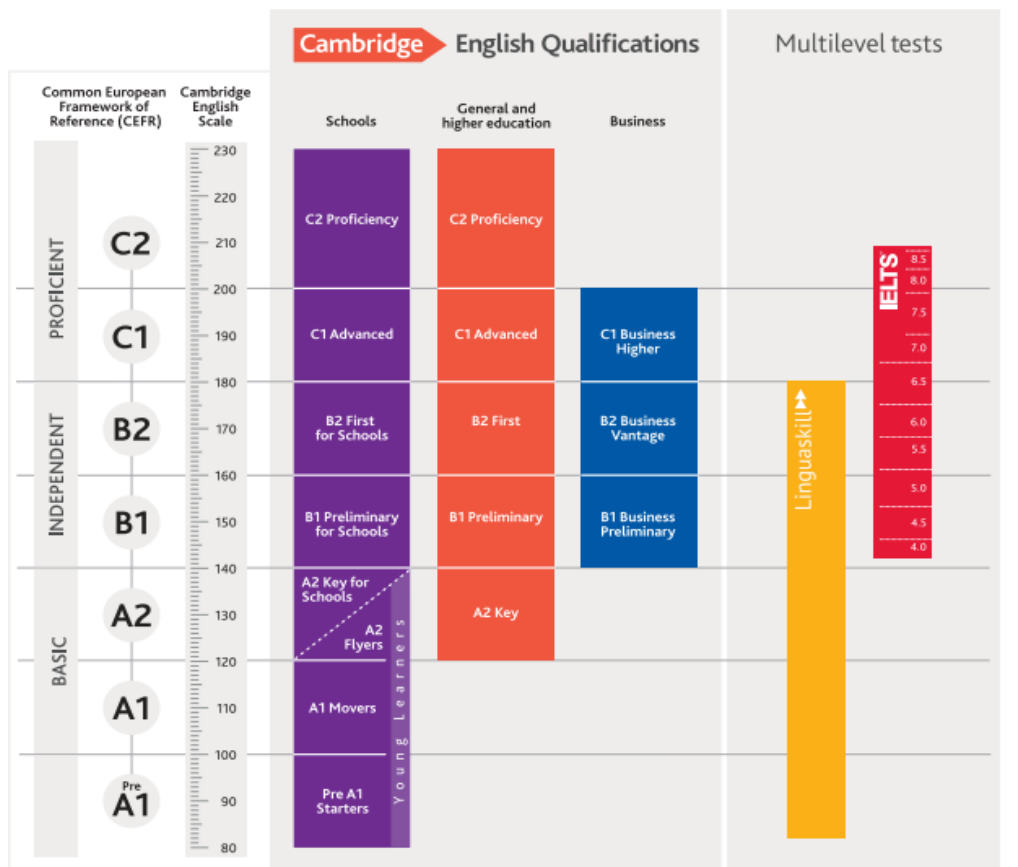 Cambridge English Qualifications
Multilevel tests
Common European
Framework of
Reference (CEFR)
Cambridge
English
Scale
Schools
General and
higher education
Business
PROFICIENT
INDEPENDENT
BASIC
C2
C1
B2
B1
A2
A1
Pre
A1
230
220
210
200
190
180
170
160
150
140
130
120
110
100
90
80
C2 Proficiency
C1 Advanced
B2 First
for Schools
B1 Preliminary
for Schools
A2 Key for
Schools
A2
Flyers
A1 Movers
Pre A1
Starters
Young Learners
C2 Proficiency
C1 Advanced
B2 First
B1 Preliminary
A2 Key
C1 Business
Higher
B2 Business
Vantage
B1 Business
Preliminary
Linguaskill
IELTS
8.5
8.0
7.5
7.0
6.5
6.0
5.5
5.0
4.5
4.0